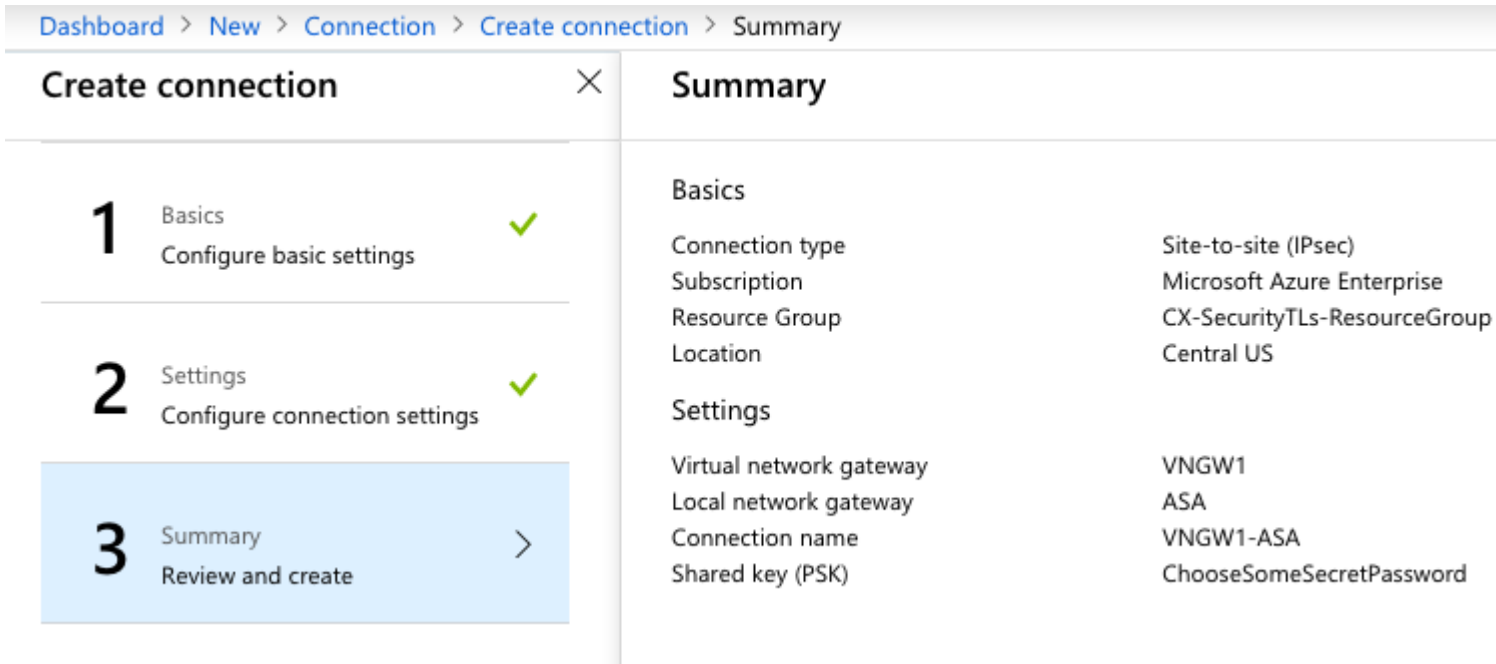 Dashboard > New > Connection > Create connection > Summary
Create connection
1
Basics
Configure basic settings
2
Settings
Configure connection settings
3
Summary
Review and create
Summary
Basics
Connection type Site-to-site (IPsec)
Subscription Microsoft Azure Enterprise
Resource Group CX-SecurityTLs-ResourceGroup
Location Central US
Settings
Virtual network gateway VNGW1
Local network gateway ASA
Connection name VNGW1-ASA
Shared key (PSK) ChooseSomeSecretPassword